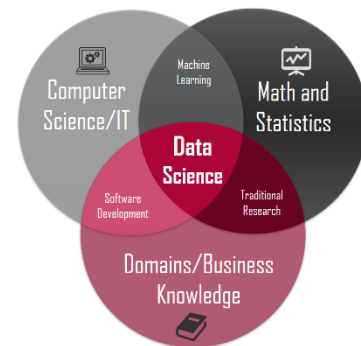 Machine
Learning
Computer
Science/IT
Math and
Statistics
Data
Science
Software
Development
Traditional
Research
Domains/Business
Knowledge